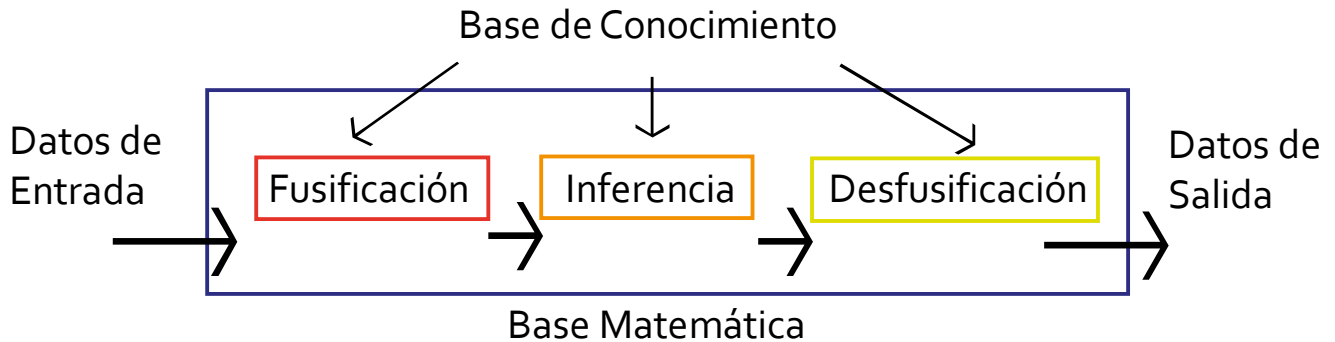 Base de Conocimiento
Datos de
Entrada
Fusificación
Inferencia
Desfusificación
Datos de
Salida
Base Matemática